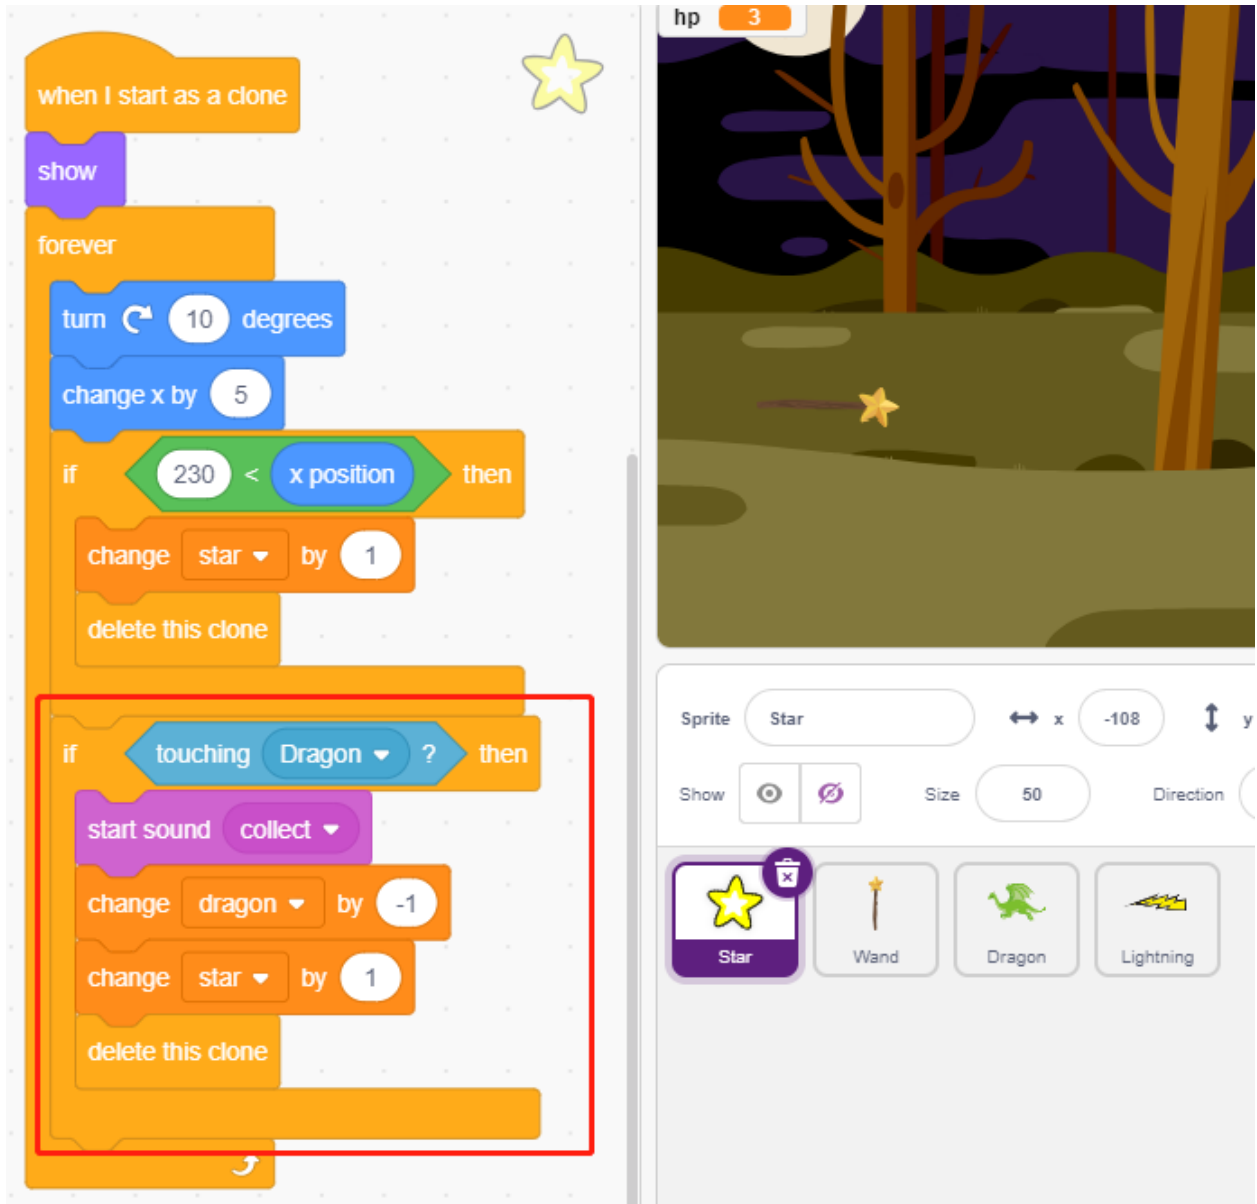 when I start as a clone
show
forever
turn 10 degrees
change x by 5
if 230 < x position then
change star by 1
delete this clone
if touching Dragon ? then
start sound collect
change dragon by -1
change star by 1
delete this clone
hp 3
Sprite Star x -108 y
Show Size 50 Direction
Star Wand Dragon Lightning